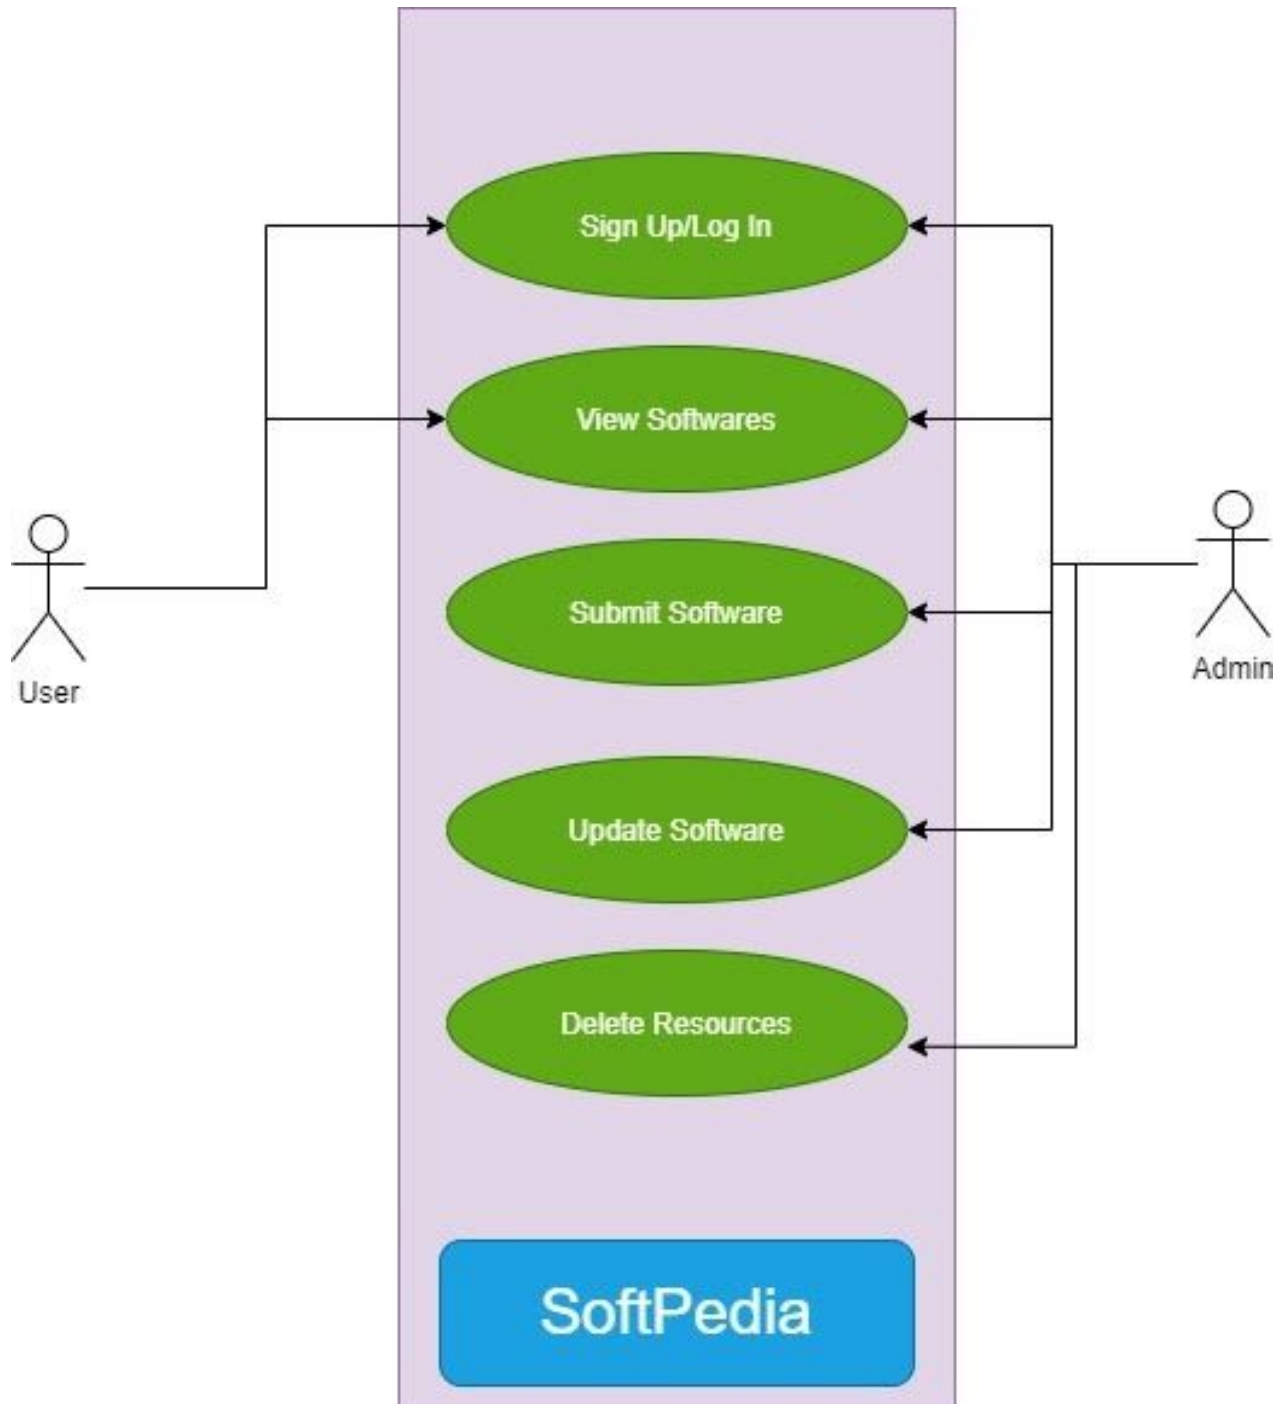 Sign Up/Log In
View Softwares
Submit Software
User
Admin
Update Software
Delete Resources
SoftPedia